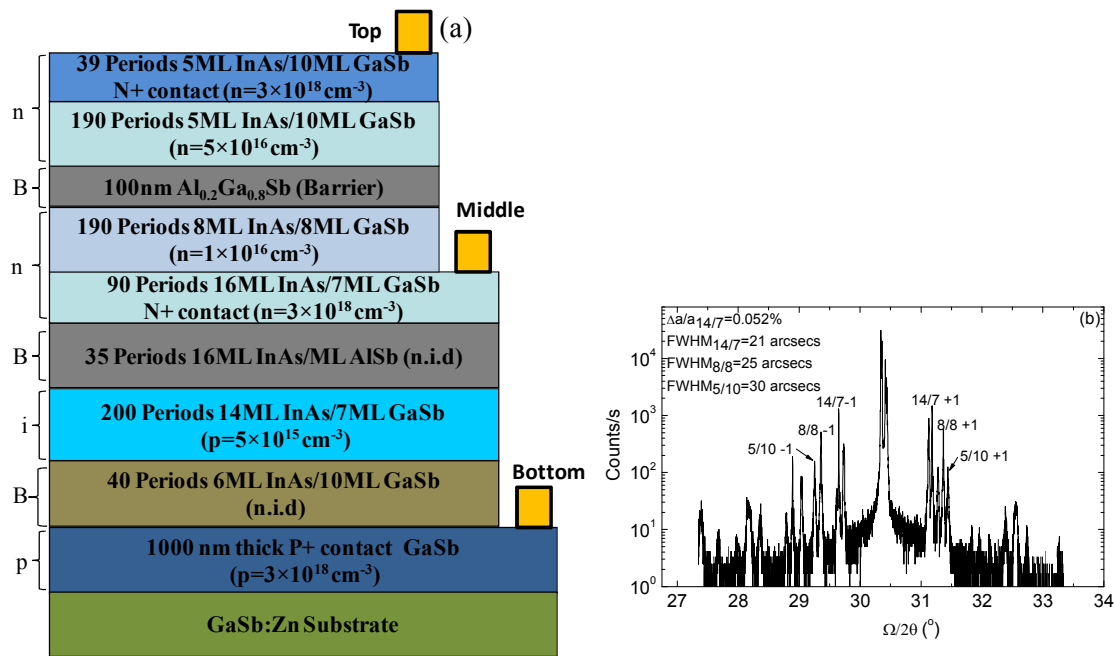 Top
(a)
39 Periods 5ML InAs/10ML GaSb
N+ contact (n=3×10¹⁸ cm⁻³)
n
190 Periods 5ML InAs/10ML GaSb
(n=5×10¹⁶ cm⁻³)
B
100nm Al₀.₂Ga₀.₈Sb (Barrier)
Middle
190 Periods 8ML InAs/8ML GaSb
(n=1×10¹⁶ cm⁻³)
n
90 Periods 16ML InAs/7ML GaSb
N+ contact (n=3×10¹⁸ cm⁻³)
B
35 Periods 16ML InAs/ML AlSb (n.i.d)
i
200 Periods 14ML InAs/7ML GaSb
(p=5×10¹⁵ cm⁻³)
Bottom
B
40 Periods 6ML InAs/10ML GaSb
(n.i.d)
p
1000 nm thick P+ contact GaSb
(p=3×10¹⁸ cm⁻³)
GaSb:Zn Substrate
Δa/a₁₄/₇=0.052%
(b)
FWHM₁₄/₇=21 arcsecs
FWHM₈/₈=25 arcsecs
FWHM₅/₁₀=30 arcsecs
14/7-1
14/7 +1
8/8 -1
8/8 +1
5/10 -1
5/10 +1
Counts/s
10⁴
10³
10²
10¹
10⁰
27 28 29 30 31 32 33 34
Ω/2θ (°)